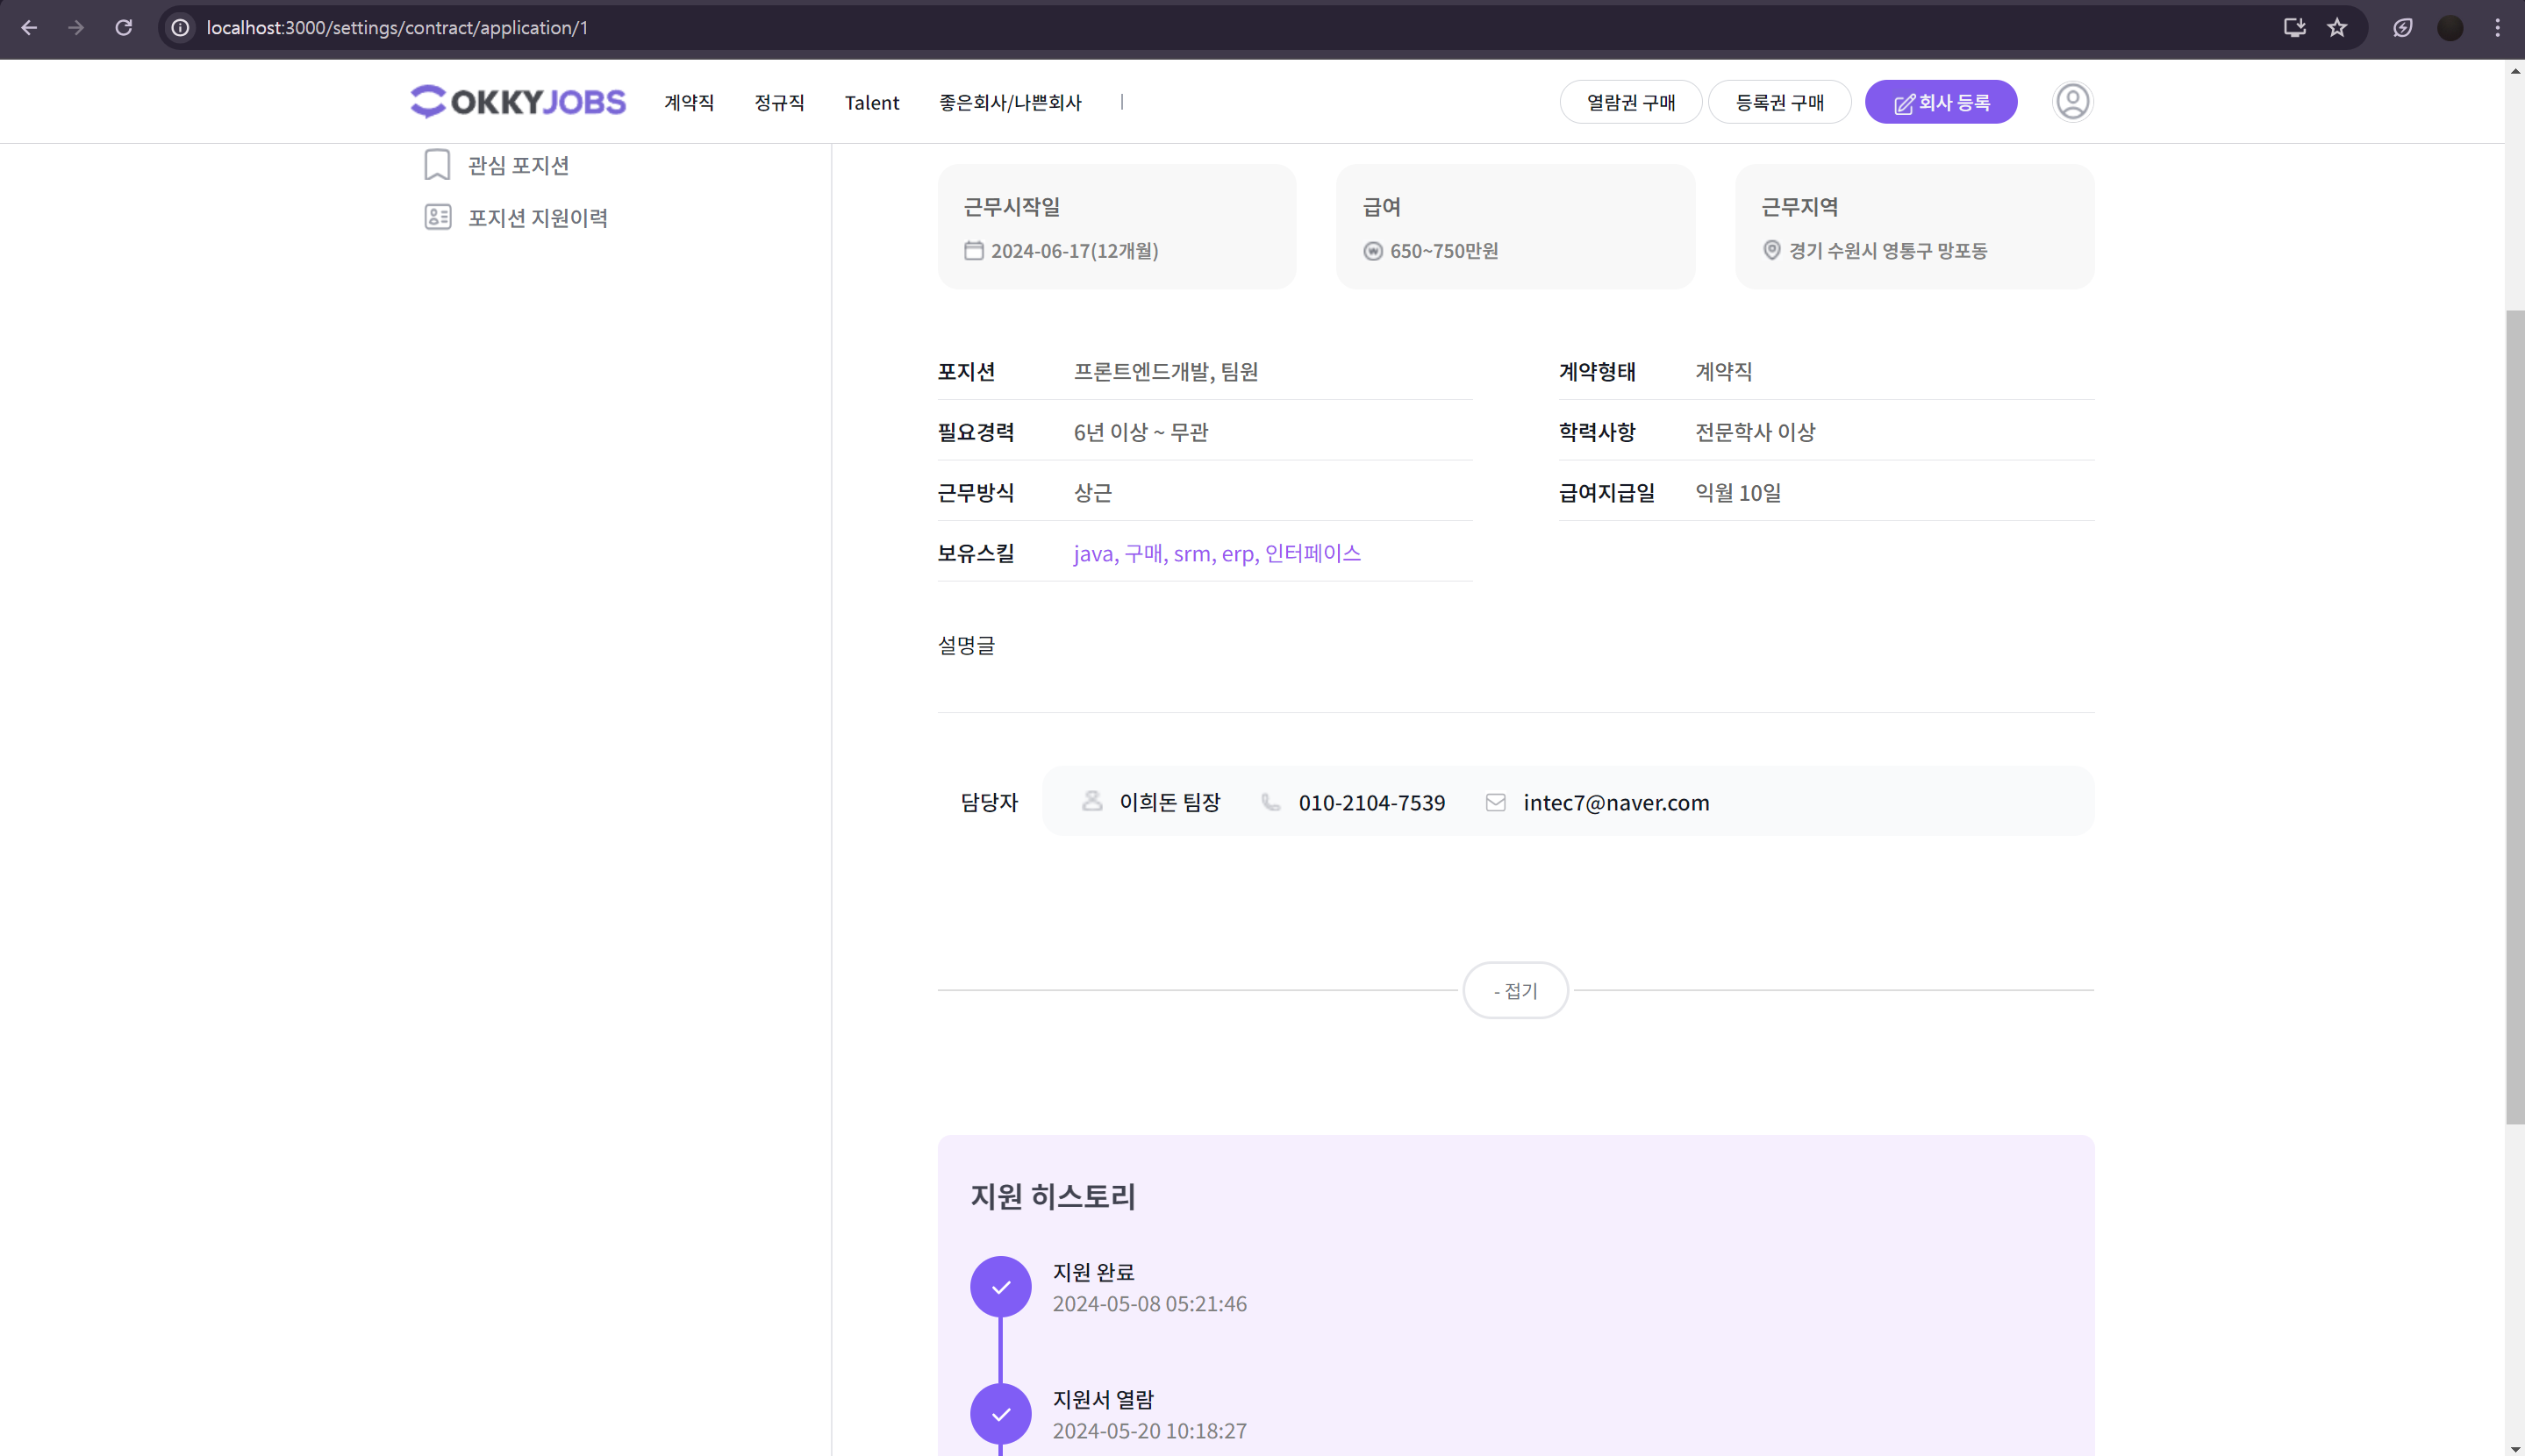 localhost:3000/settings/contract/application/1
OKKYJOBS 계약직 정규직 Talent 좋은회사/나쁜회사 | 열람권 구매 등록권 구매 회사 등록
관심 포지션
포지션 지원이력
근무시작일 급여 근무지역
2024-06-17(12개월) 650~750만원 경기 수원시 영통구 망포동
포지션 프론트엔드개발, 팀원 계약형태 계약직
필요경력 6년 이상 ~ 무관 학력사항 전문학사 이상
근무방식 상근 급여지급일 익월 10일
보유스킬 java, 구매, srm, erp, 인터페이스
설명글
담당자 이희돈 팀장 010-2104-7539 intec7@naver.com
- 접기
지원 히스토리
지원 완료
2024-05-08 05:21:46
지원서 열람
2024-05-20 10:18:27